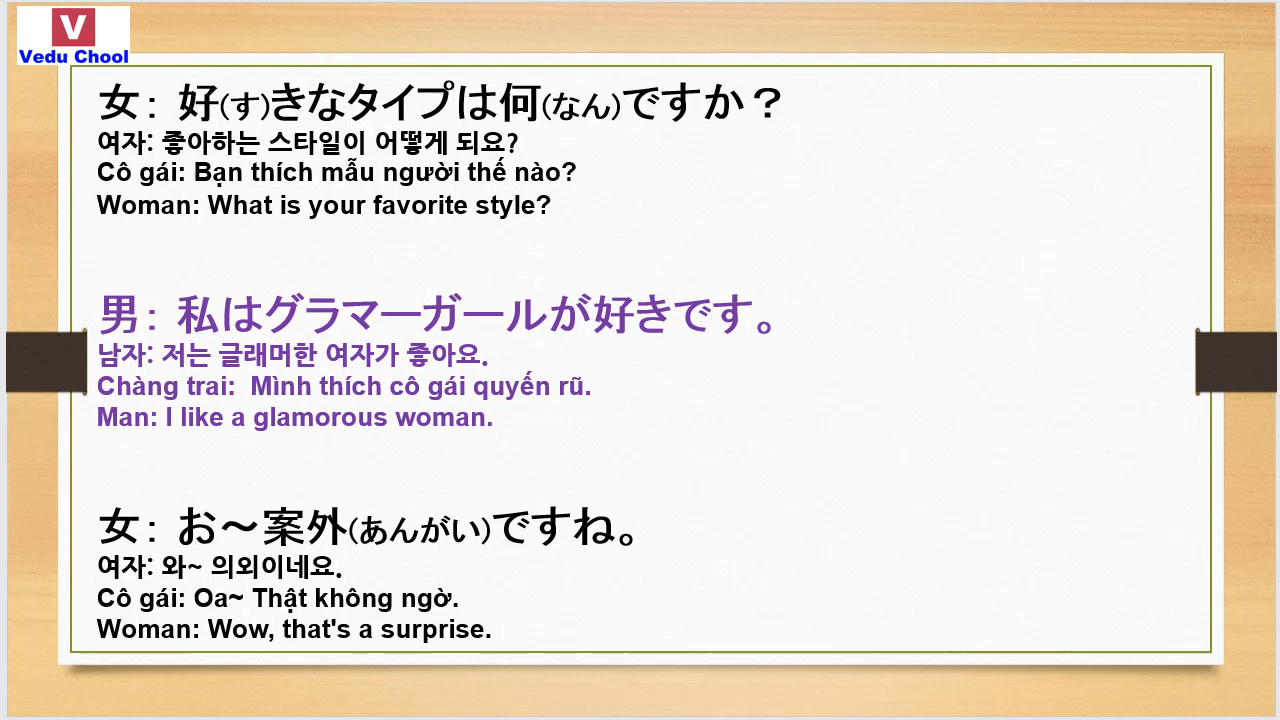 V
Vedu Chool
女： 好(す)きなタイプは何(なん)ですか？
여자: 좋아하는 스타일이 어떻게 되요?
Cô gái: Bạn thích mẫu người thế nào?
Woman: What is your favorite style?
男： 私はグラマーガールが好きです。
남자: 저는 글래머한 여자가 좋아요.
Chàng trai:  Mình thích cô gái quyến rũ.
Man: I like a glamorous woman.
女： お～案外(あんがい)ですね。
여자: 와~ 의외이네요.
Cô gái: Oa~ Thật không ngờ.
Woman: Wow, that's a surprise.